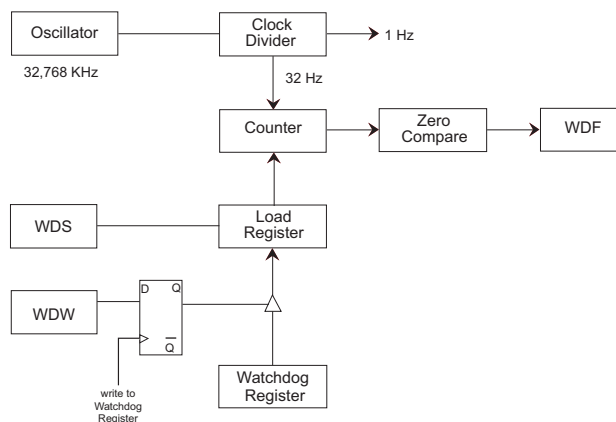 Oscillator
Clock
Divider
1 Hz
32,768 KHz
32 Hz
Counter
Zero
Compare
WDF
WDS
Load
Register
WDW
D Q
Q
Watchdog
Register
write to
Watchdog
Register